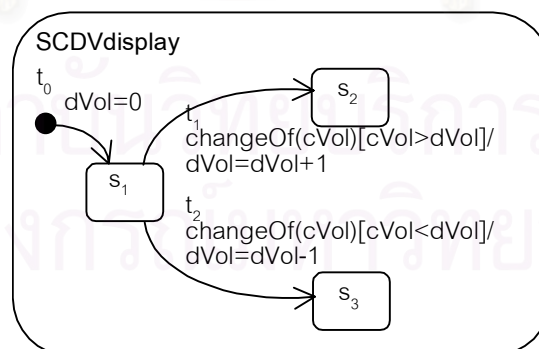 SCDVdisplay
t₀
dVol=0
s₁
s₂
t₁
changeOf(cVol)[cVol>dVol]/
dVol=dVol+1
t₂
changeOf(cVol)[cVol<dVol]/
dVol=dVol-1
s₃